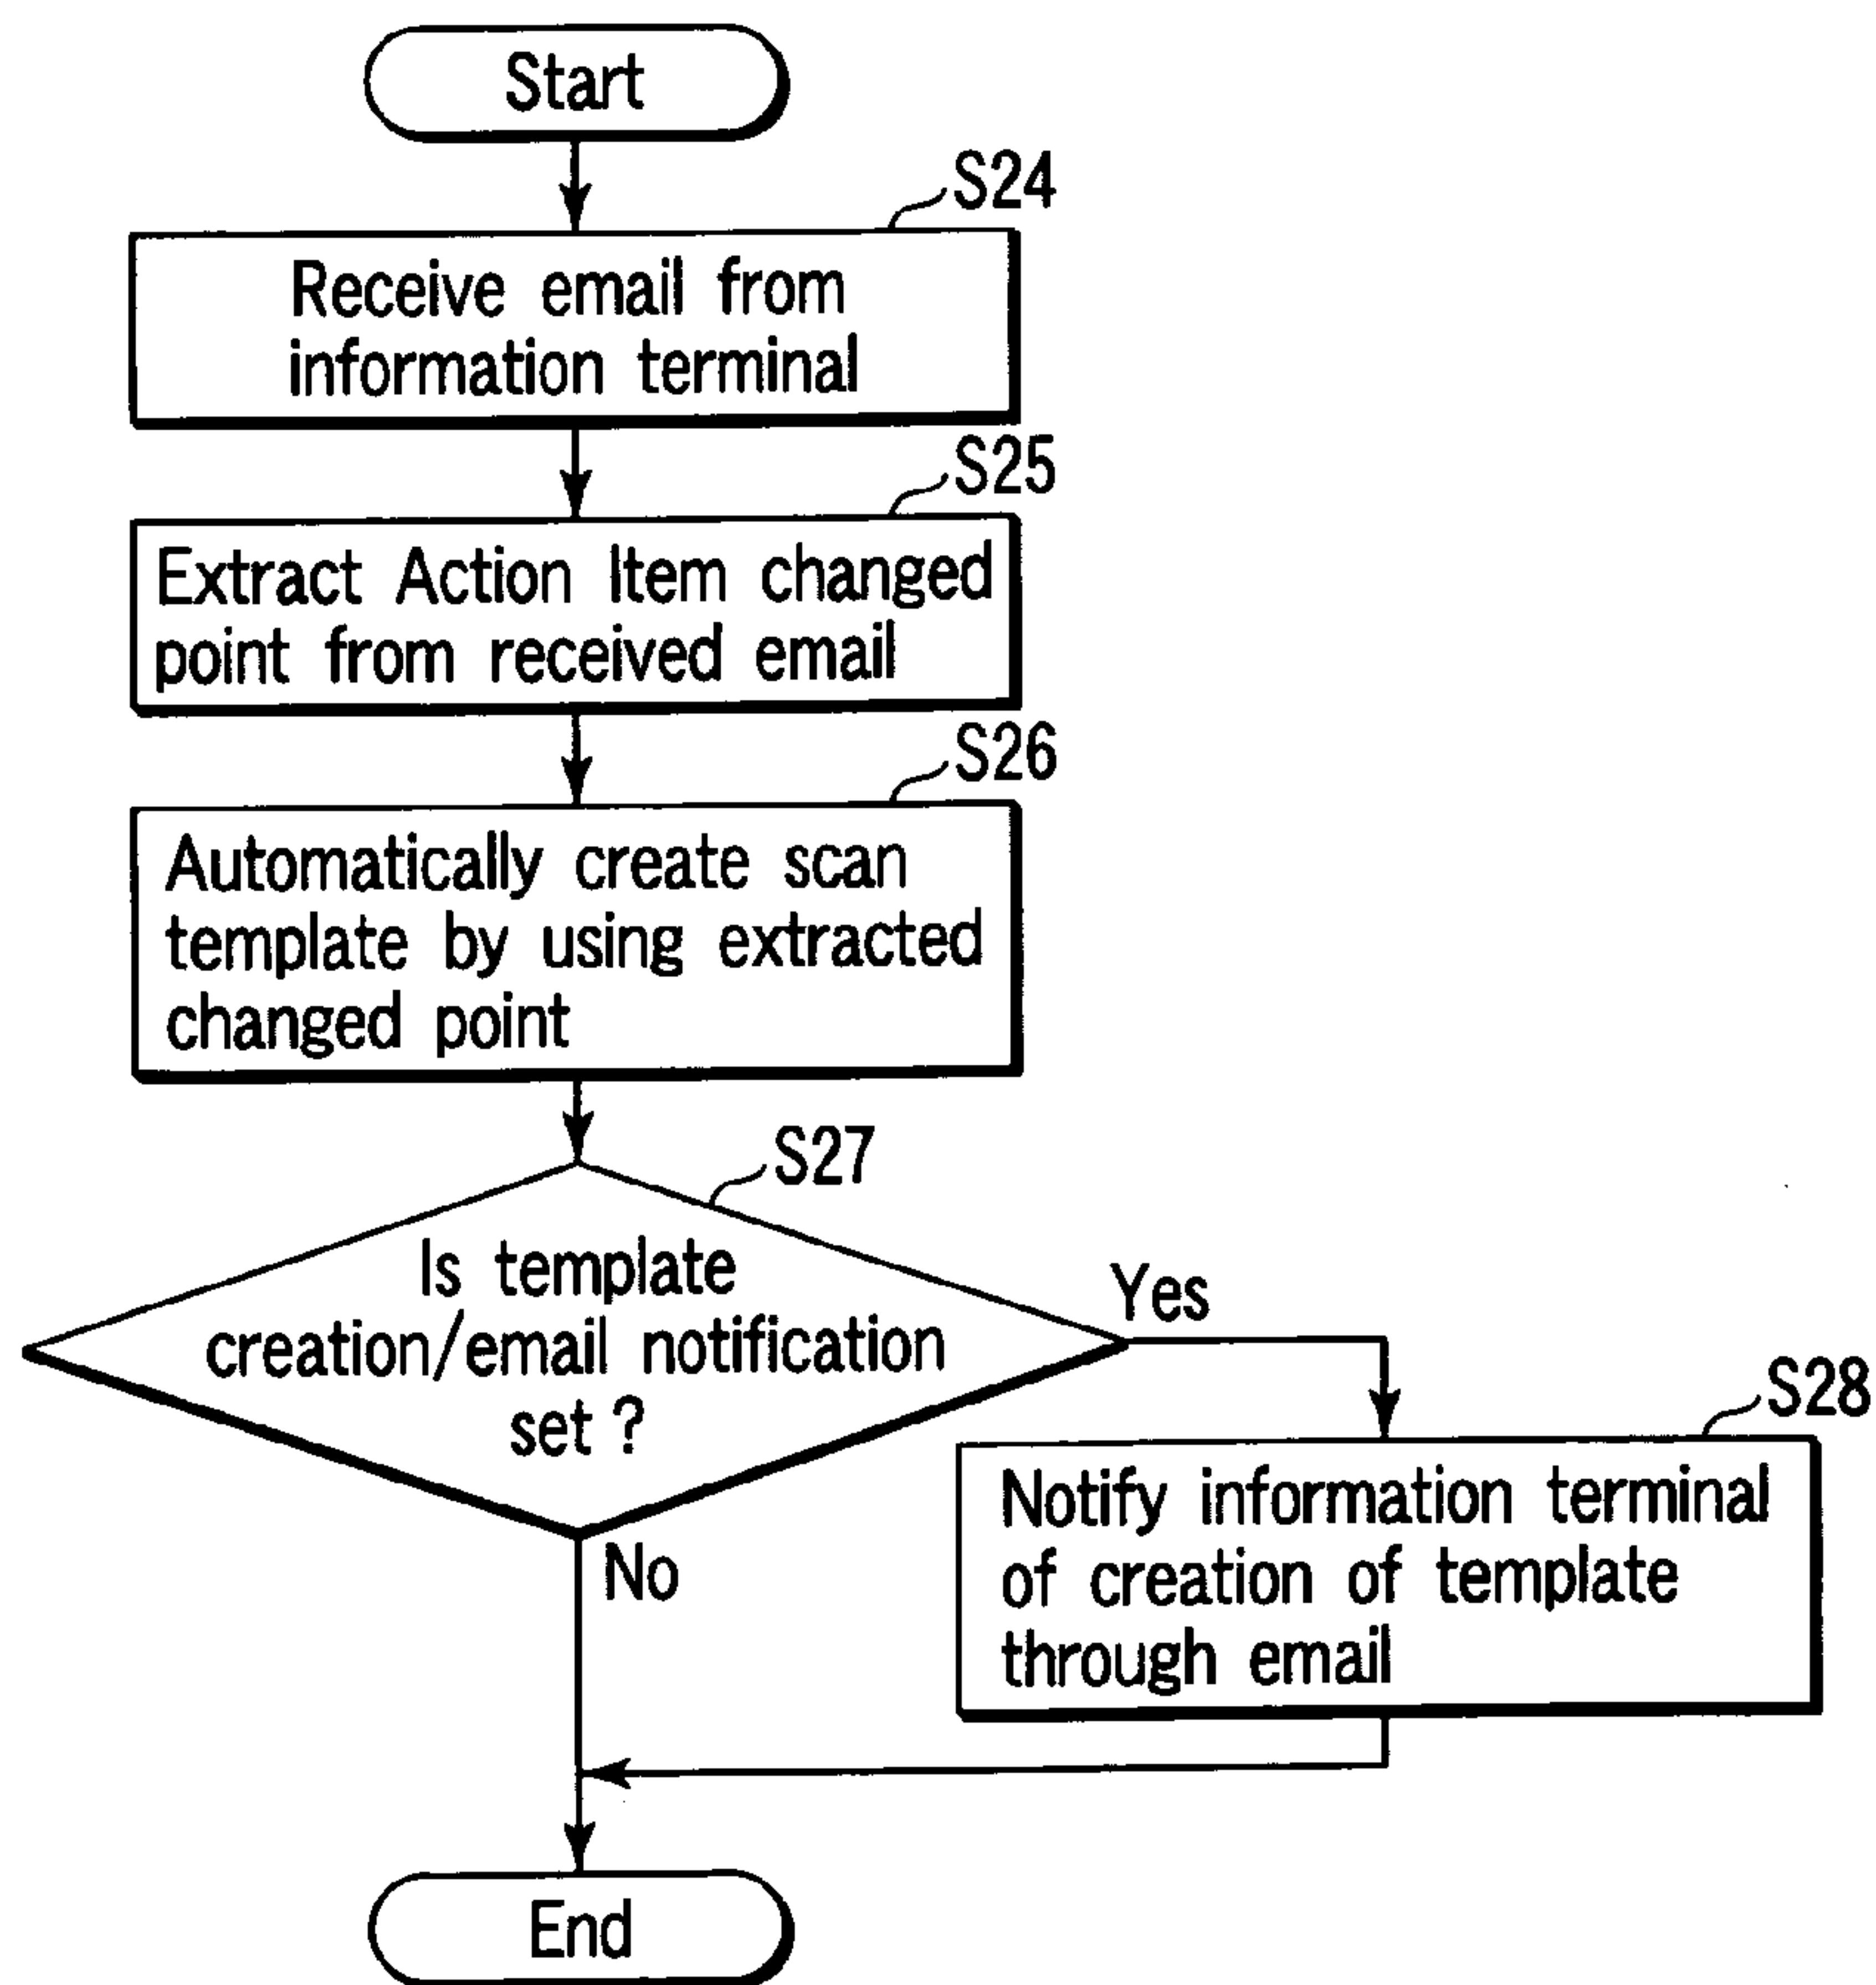 Start
S24
Receive email from
information terminal
S25
Extract Action Item changed
point from received email
S26
Automatically create scan
template by using extracted
changed point
S27
Is template
creation/email notification
set ?
Yes
No
S28
Notify information terminal
of creation of template
through email
End